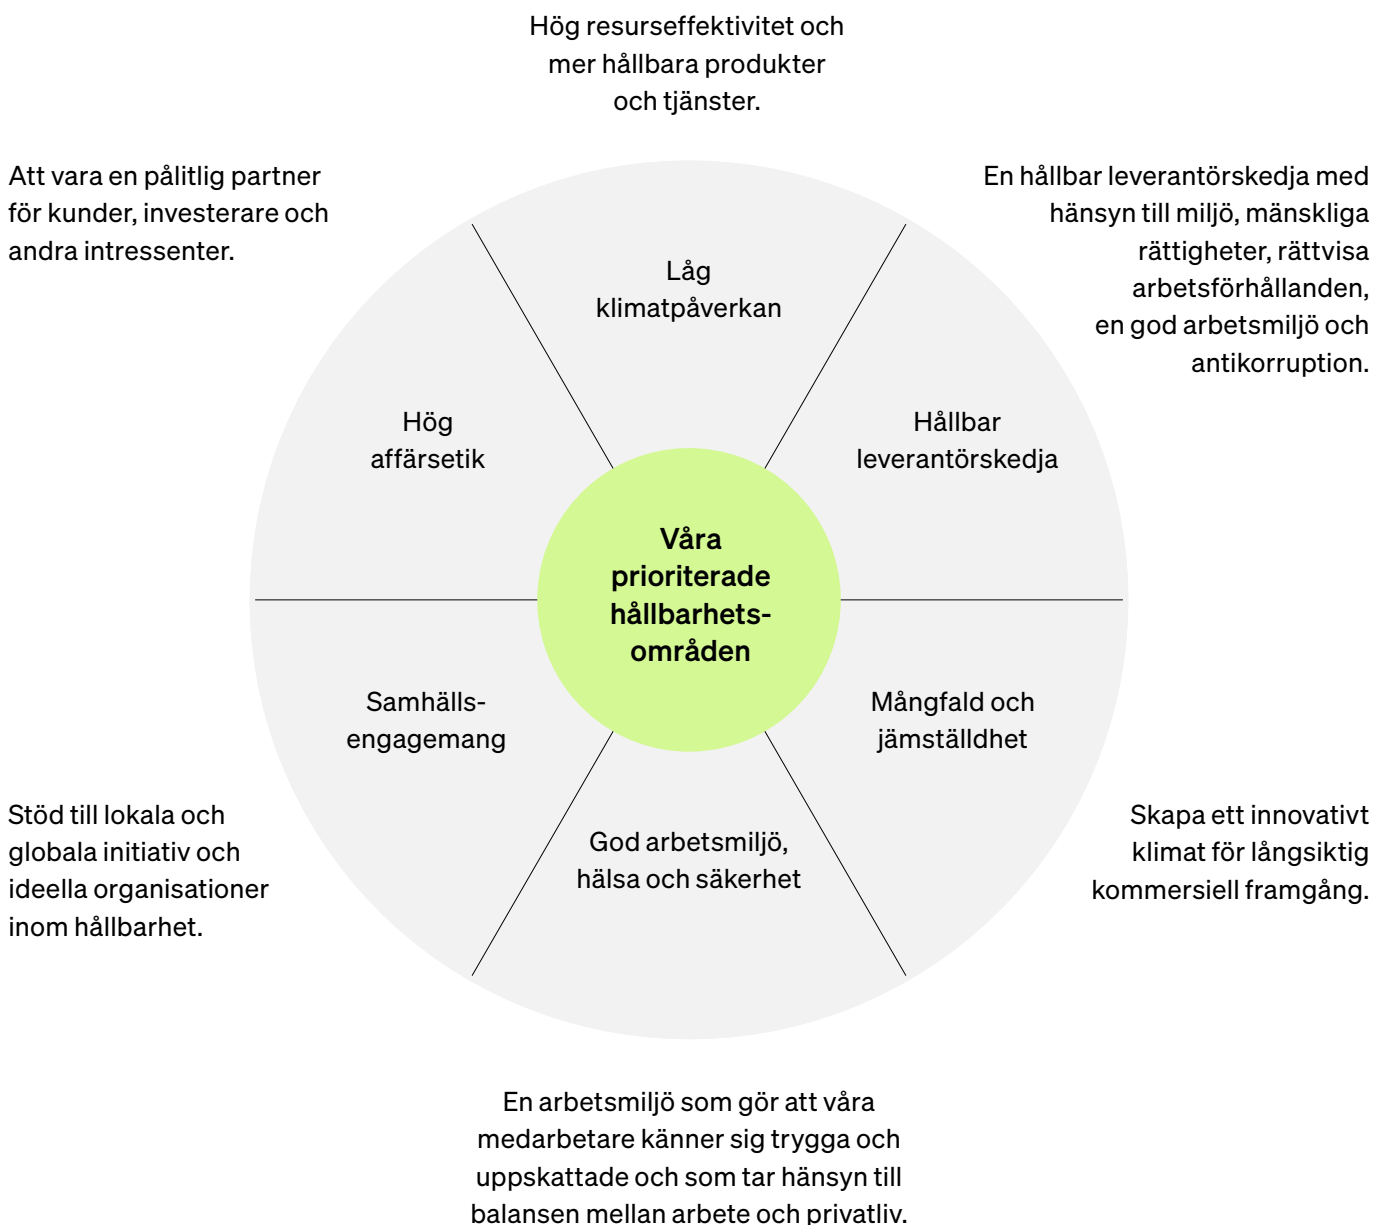 Hög resurseffektivitet och
mer hållbara produkter
och tjänster.
Att vara en pålitlig partner
för kunder, investerare och
andra intressenter.
En hållbar leverantörskedja med
hänsyn till miljö, mänskliga
rättigheter, rättvisa
arbetsförhållanden,
en god arbetsmiljö och
antikorruption.
Låg
klimatpåverkan
Hög
affärsetik
Hållbar
leverantörskedja
Våra
prioriterade
hållbarhets-
områden
Samhälls-
engagemang
Mångfald och
jämställdhet
God arbetsmiljö,
hälsa och säkerhet
Stöd till lokala och
globala initiativ och
ideella organisationer
inom hållbarhet.
Skapa ett innovativt
klimat för långsiktig
kommersiell framgång.
En arbetsmiljö som gör att våra
medarbetare känner sig trygga och
uppskattade och som tar hänsyn till
balansen mellan arbete och privatliv.